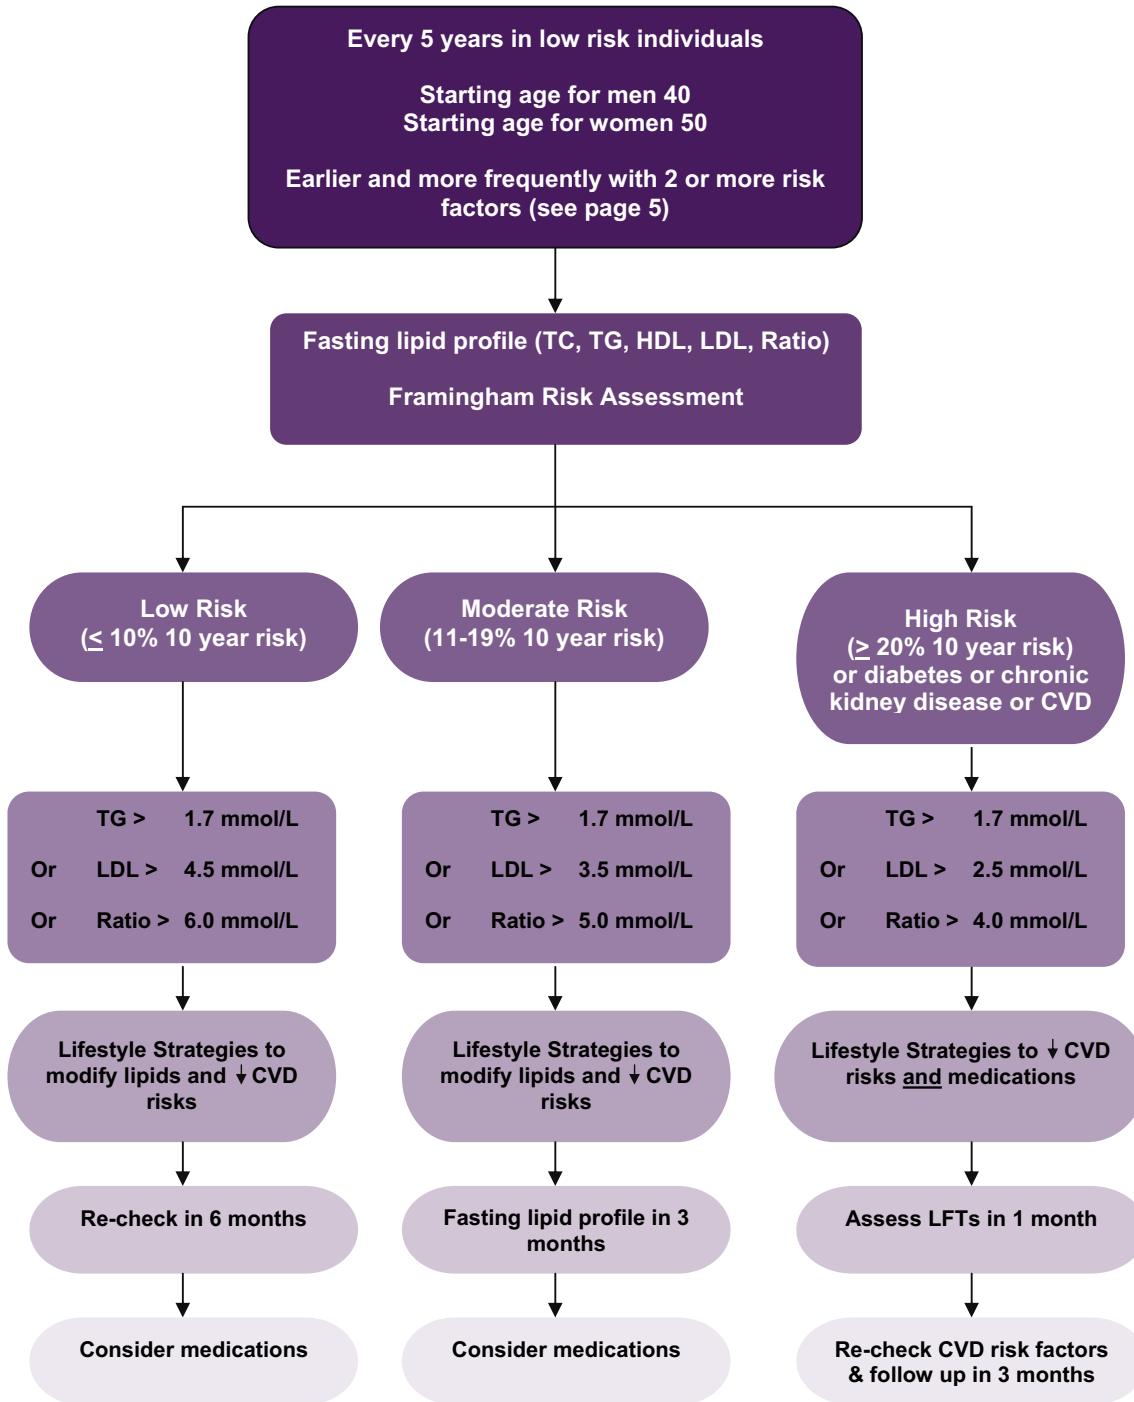 Every 5 years in low risk individuals
Starting age for men 40
Starting age for women 50
Earlier and more frequently with 2 or more risk
factors (see page 5)
Fasting lipid profile (TC, TG, HDL, LDL, Ratio)
Framingham Risk Assessment
Low Risk
(≤ 10% 10 year risk)
Moderate Risk
(11-19% 10 year risk)
High Risk
(≥ 20% 10 year risk)
or diabetes or chronic
kidney disease or CVD
TG > 1.7 mmol/L
Or LDL > 4.5 mmol/L
Or Ratio > 6.0 mmol/L
TG > 1.7 mmol/L
Or LDL > 3.5 mmol/L
Or Ratio > 5.0 mmol/L
TG > 1.7 mmol/L
Or LDL > 2.5 mmol/L
Or Ratio > 4.0 mmol/L
Lifestyle Strategies to
modify lipids and ↓ CVD
risks
Lifestyle Strategies to
modify lipids and ↓ CVD
risks
Lifestyle Strategies to ↓ CVD
risks and medications
Re-check in 6 months
Fasting lipid profile in 3
months
Assess LFTs in 1 month
Consider medications
Consider medications
Re-check CVD risk factors
& follow up in 3 months